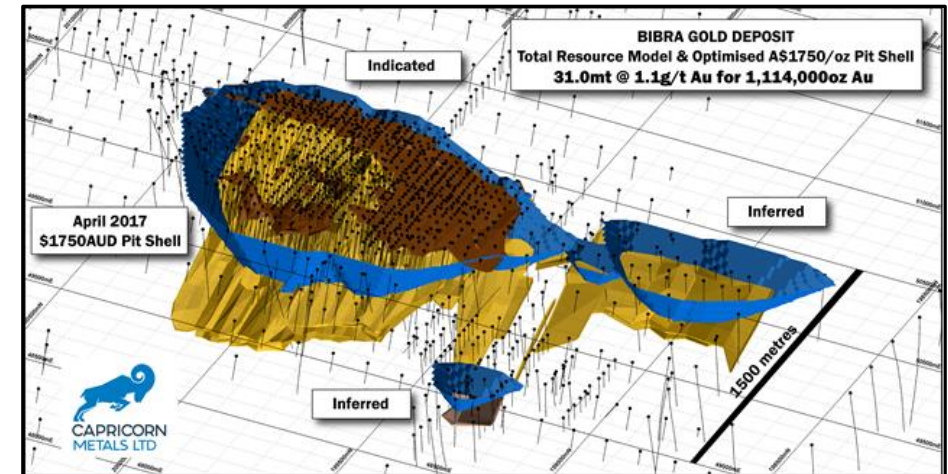 BIBRA GOLD DEPOSIT
Total Resource Model & Optimised A$1750/oz Pit Shell
31.0mt @ 1.1g/t Au for 1,114,000oz Au
Indicated
Inferred
April 2017
$1750AUD Pit Shell
1500 metres
Inferred
CAPRICORN
METALS LTD